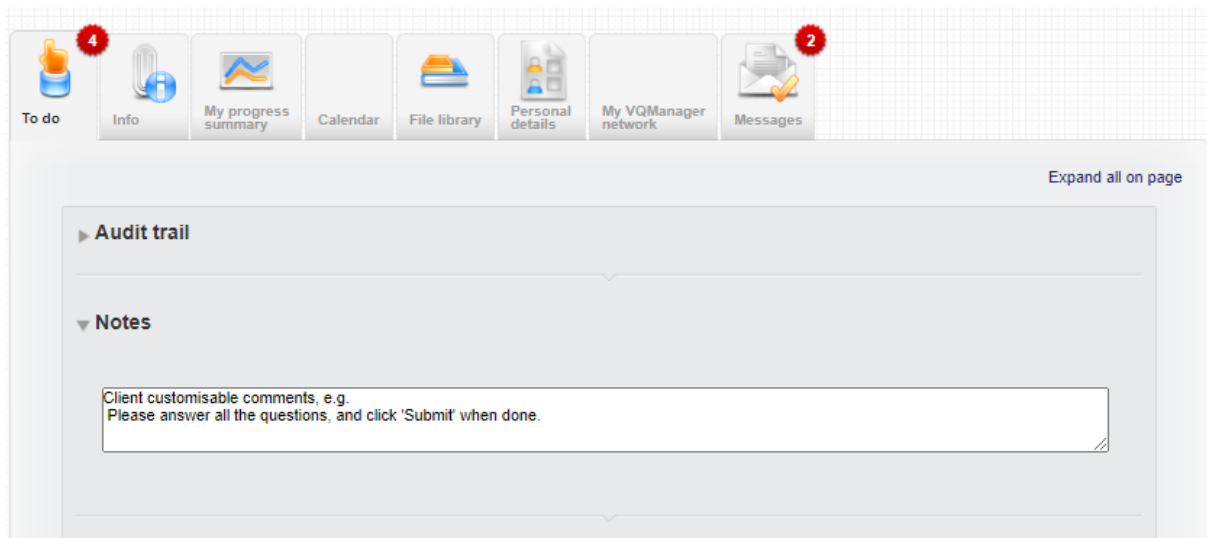 4
2
To do
Info
My progress
summary
Calendar
File library
Personal
details
My VQManager
network
Messages
Expand all on page
Audit trail
Notes
Client customisable comments, e.g.
Please answer all the questions, and click 'Submit' when done.